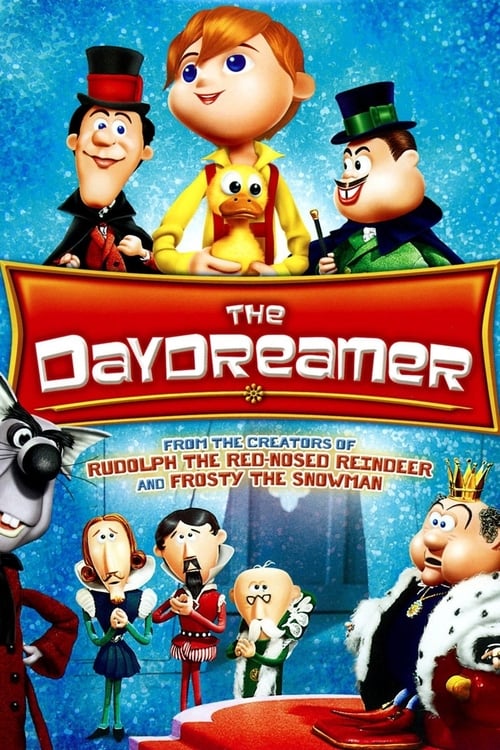 THE
DAYDREAMER
FROM THE CREATORS OF
RUDOLPH THE RED-NOSED REINDEER
AND FROSTY THE SNOWMAN